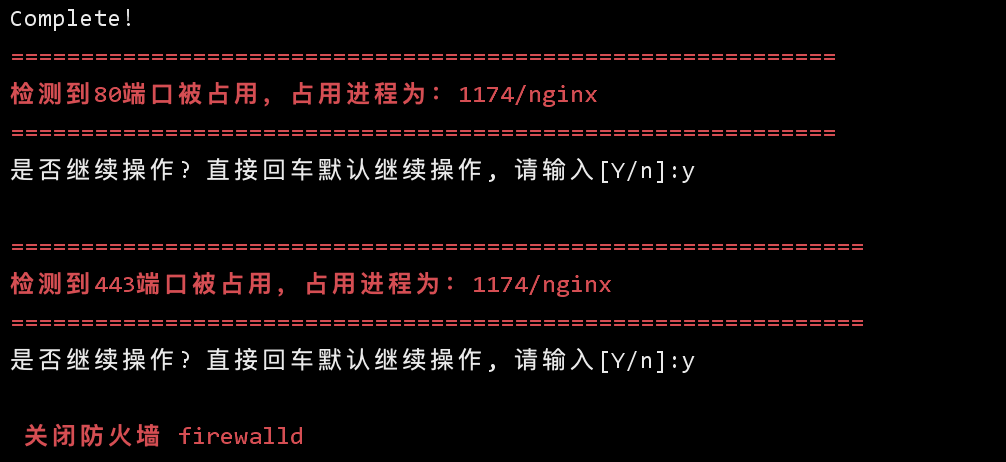 Complete!
===========================================================
检测到80端口被占用, 占用进程为: 1174/nginx
===========================================================
是否继续操作? 直接回车默认继续操作, 请输入[Y/n]:y
=============================================================
检测到443端口被占用, 占用进程为: 1174/nginx
=============================================================
是否继续操作? 直接回车默认继续操作, 请输入[Y/n]:y
关闭防火墙 firewalld